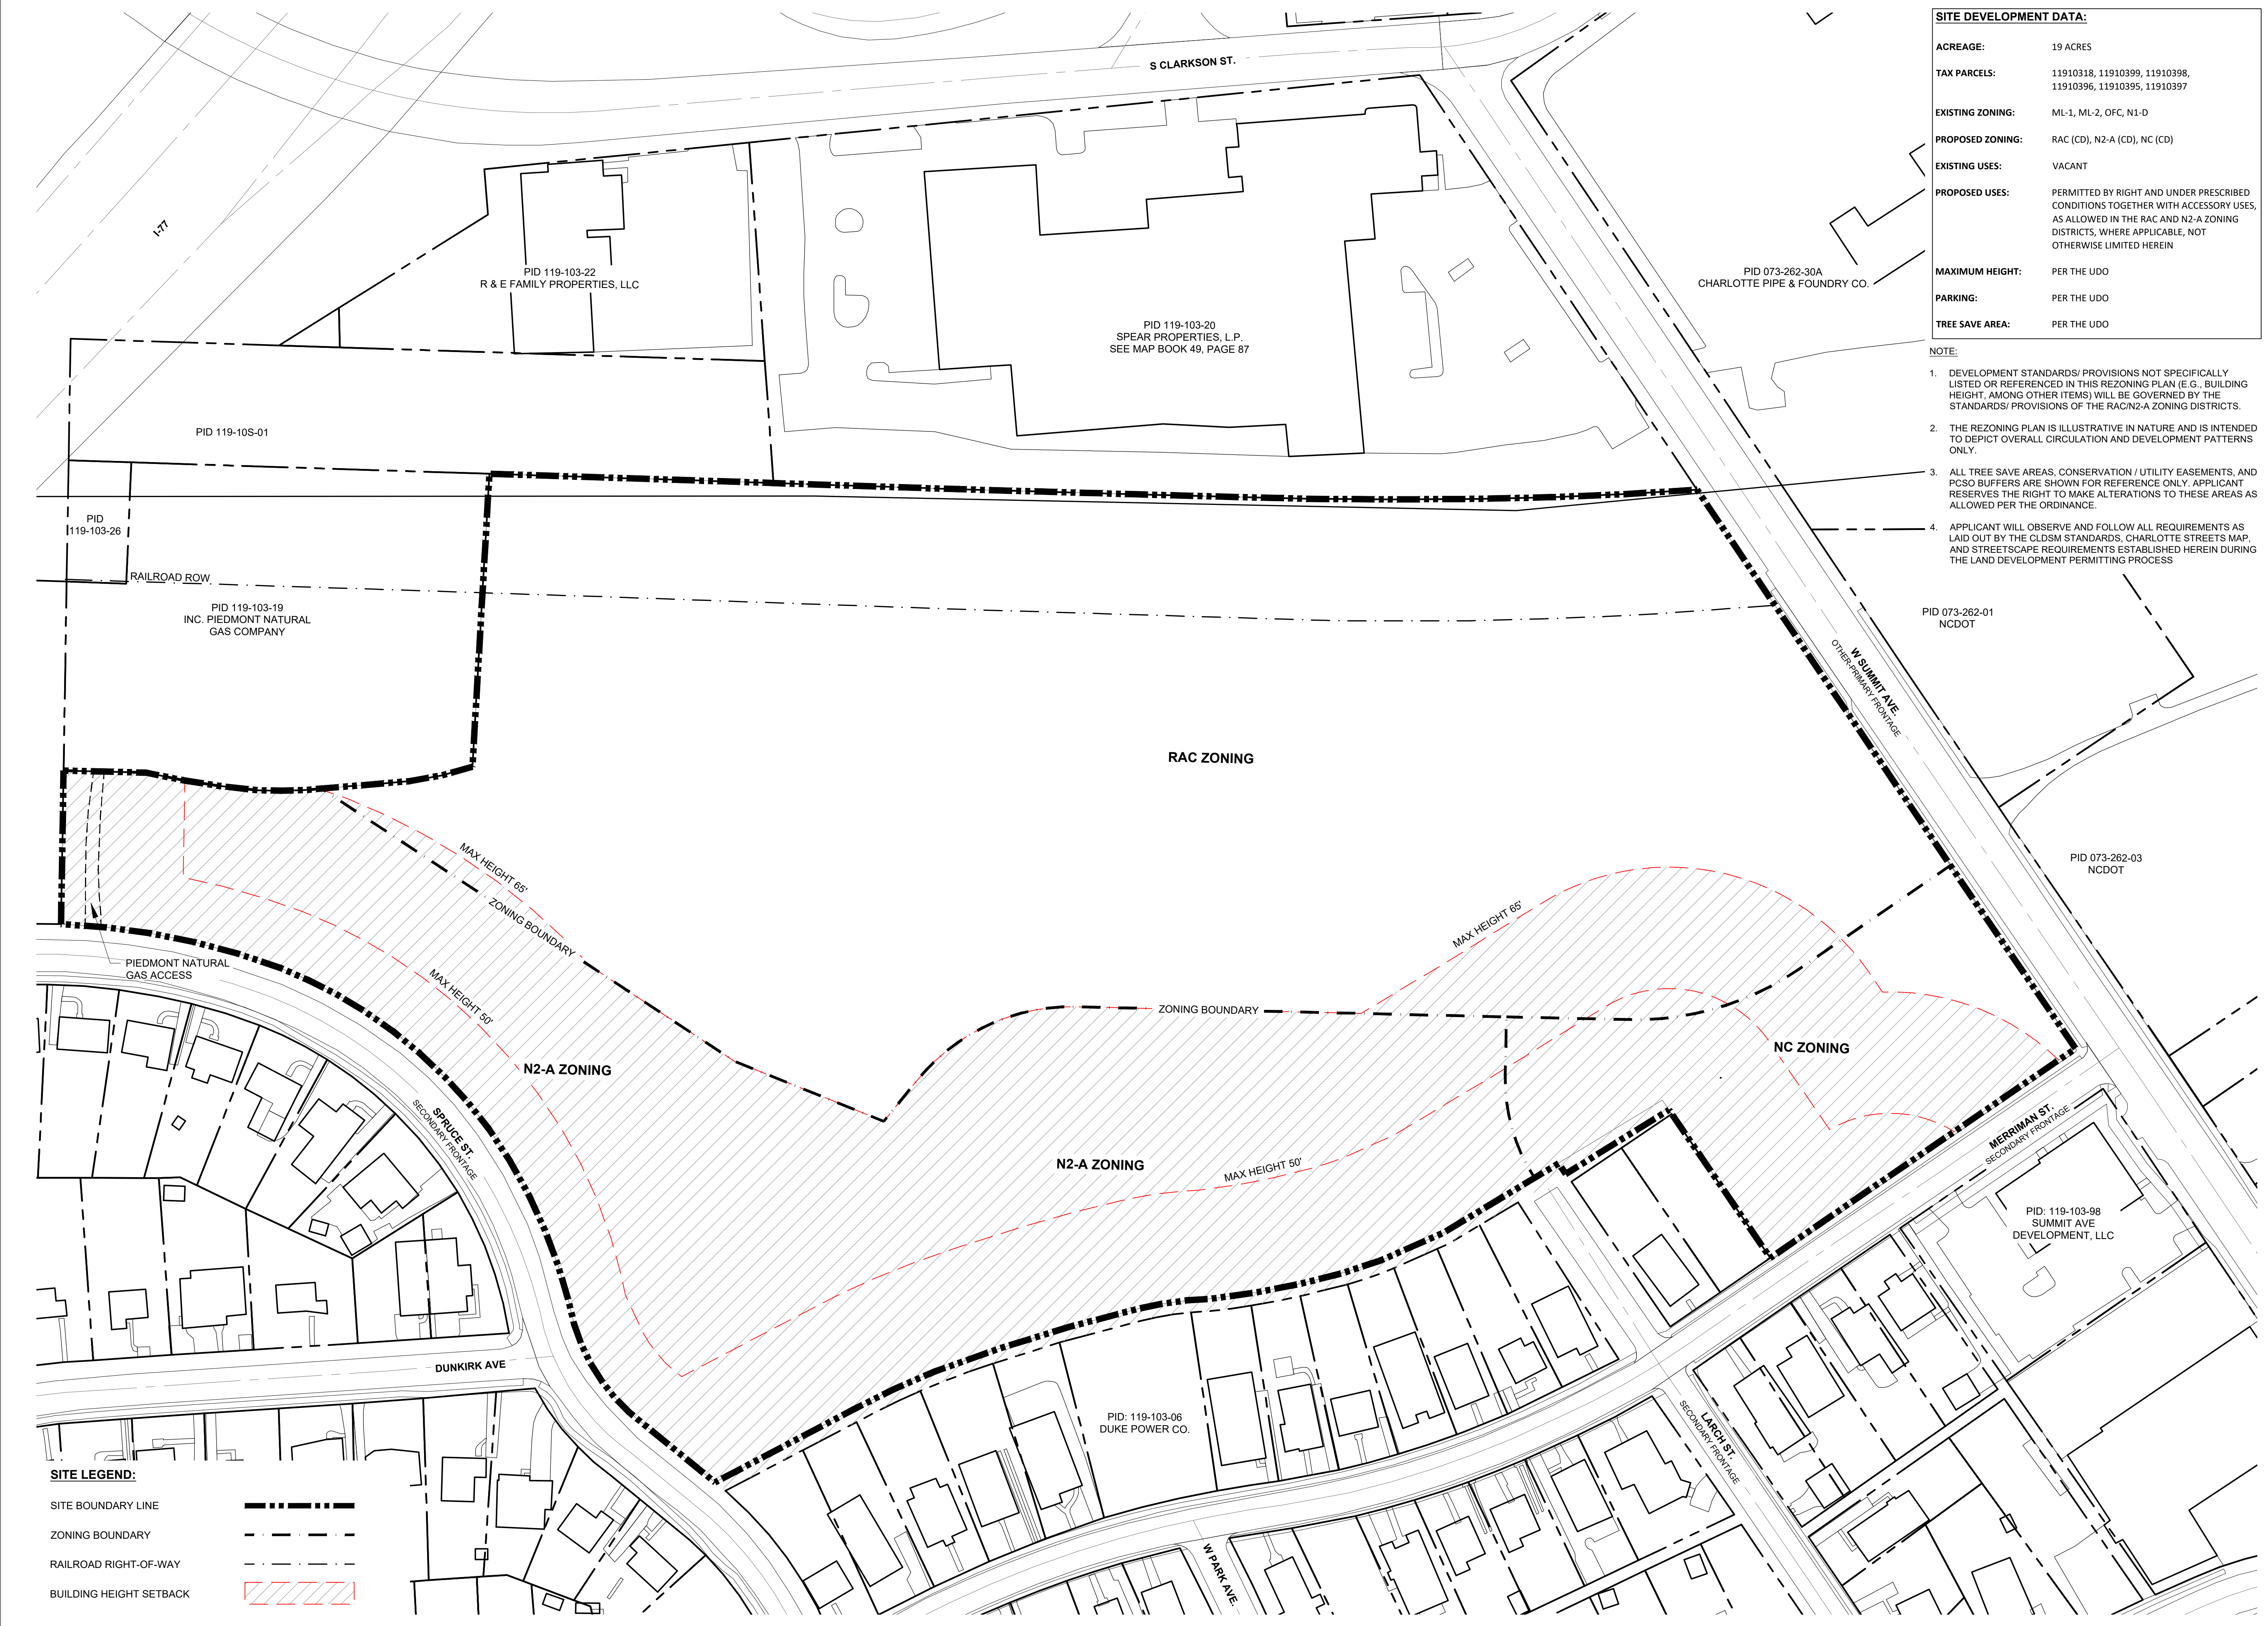 S CLARKSON ST.
I-77
PID 119-103-22
R & E FAMILY PROPERTIES, LLC
PID 119-103-20
SPEAR PROPERTIES, L.P.
SEE MAP BOOK 49, PAGE 87
PID 073-262-30A
CHARLOTTE PIPE & FOUNDRY CO.
PID 119-10S-01
PID
119-103-26
RAILROAD ROW
PID 119-103-19
INC. PIEDMONT NATURAL
GAS COMPANY
PID 073-262-01
NCDOT
W SUMMIT AVE.
OTHER-PRIMARY FRONTAGE
RAC ZONING
PID 073-262-03
NCDOT
MAX HEIGHT 65'
ZONING BOUNDARY
MAX HEIGHT 65'
PIEDMONT NATURAL
GAS ACCESS
MAX HEIGHT 50'
ZONING BOUNDARY
NC ZONING
N2-A ZONING
SPRUCE ST.
SECONDARY FRONTAGE
N2-A ZONING
MAX HEIGHT 50'
MERRIMAN ST.
SECONDARY FRONTAGE
PID: 119-103-98
SUMMIT AVE
DEVELOPMENT, LLC
DUNKIRK AVE
PID: 119-103-06
DUKE POWER CO.
LARCH ST.
SECONDARY FRONTAGE
W PARK AVE.
SITE LEGEND:
SITE BOUNDARY LINE
ZONING BOUNDARY
RAILROAD RIGHT-OF-WAY
BUILDING HEIGHT SETBACK
SITE DEVELOPMENT DATA:
ACREAGE: 19 ACRES
TAX PARCELS: 11910318, 11910399, 11910398,
11910396, 11910395, 11910397
EXISTING ZONING: ML-1, ML-2, OFC, N1-D
PROPOSED ZONING: RAC (CD), N2-A (CD), NC (CD)
EXISTING USES: VACANT
PROPOSED USES: PERMITTED BY RIGHT AND UNDER PRESCRIBED
CONDITIONS TOGETHER WITH ACCESSORY USES,
AS ALLOWED IN THE RAC AND N2-A ZONING
DISTRICTS, WHERE APPLICABLE, NOT
OTHERWISE LIMITED HEREIN
MAXIMUM HEIGHT: PER THE UDO
PARKING: PER THE UDO
TREE SAVE AREA: PER THE UDO
NOTE:
1. DEVELOPMENT STANDARDS/ PROVISIONS NOT SPECIFICALLY
LISTED OR REFERENCED IN THIS REZONING PLAN (E.G., BUILDING
HEIGHT, AMONG OTHER ITEMS) WILL BE GOVERNED BY THE
STANDARDS/ PROVISIONS OF THE RAC/N2-A ZONING DISTRICTS.
2. THE REZONING PLAN IS ILLUSTRATIVE IN NATURE AND IS INTENDED
TO DEPICT OVERALL CIRCULATION AND DEVELOPMENT PATTERNS
ONLY.
3. ALL TREE SAVE AREAS, CONSERVATION / UTILITY EASEMENTS, AND
PCSO BUFFERS ARE SHOWN FOR REFERENCE ONLY. APPLICANT
RESERVES THE RIGHT TO MAKE ALTERATIONS TO THESE AREAS AS
ALLOWED PER THE ORDINANCE.
4. APPLICANT WILL OBSERVE AND FOLLOW ALL REQUIREMENTS AS
LAID OUT BY THE CLDSM STANDARDS, CHARLOTTE STREETS MAP,
AND STREETSCAPE REQUIREMENTS ESTABLISHED HEREIN DURING
THE LAND DEVELOPMENT PERMITTING PROCESS